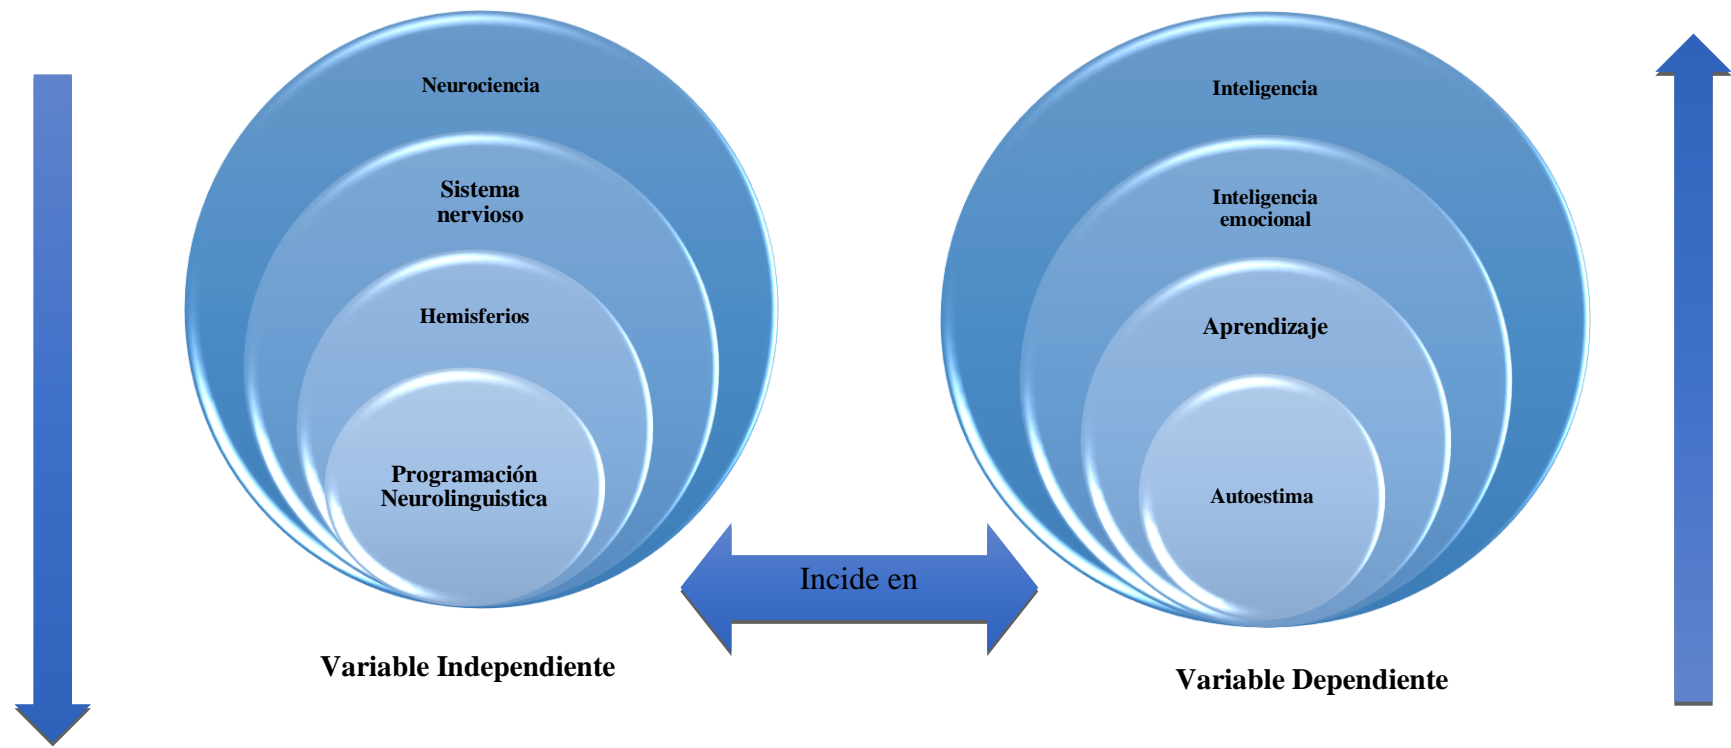 Neurociencia
Sistema
nervioso
Hemisferios
Programación
Neurolinguistica
Variable Independiente
Incide en
Inteligencia
Inteligencia
emocional
Aprendizaje
Autoestima
Variable Dependiente